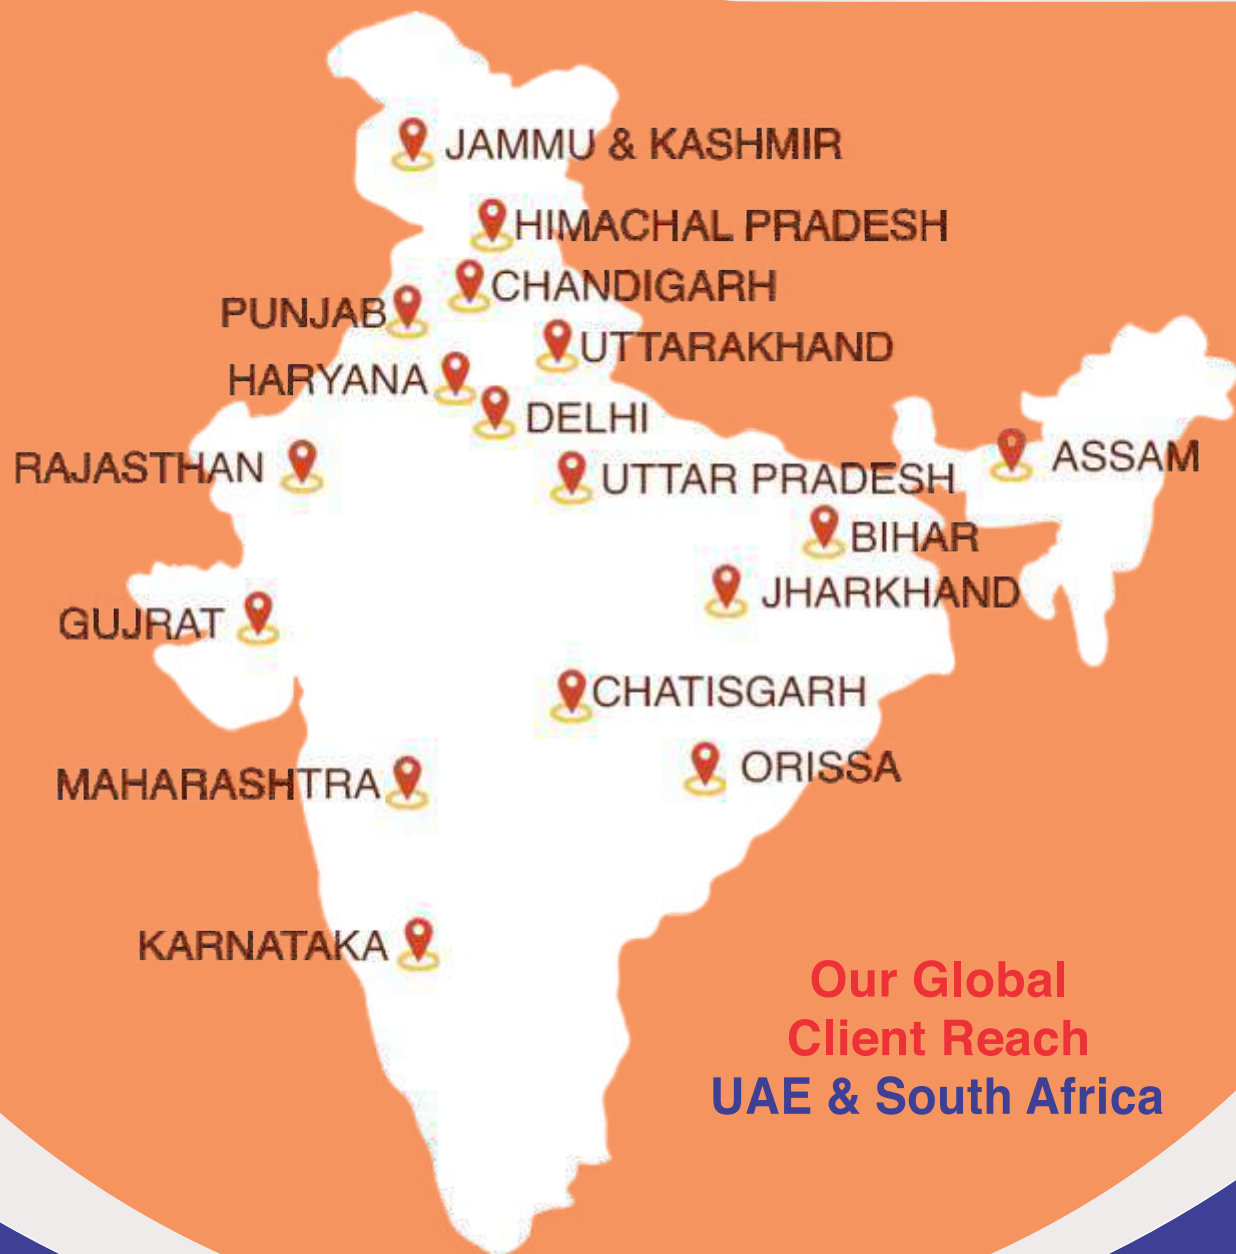 JAMMU & KASHMIR
HIMACHAL PRADESH
CHANDIGARH
PUNJAB
UTTARAKHAND
HARYANA
DELHI
ASSAM
RAJASTHAN
UTTAR PRADESH
BIHAR
JHARKHAND
GUJRAT
CHATISGARH
ORISSA
MAHARASHTRA
KARNATAKA
Our Global
Client Reach
UAE & South Africa